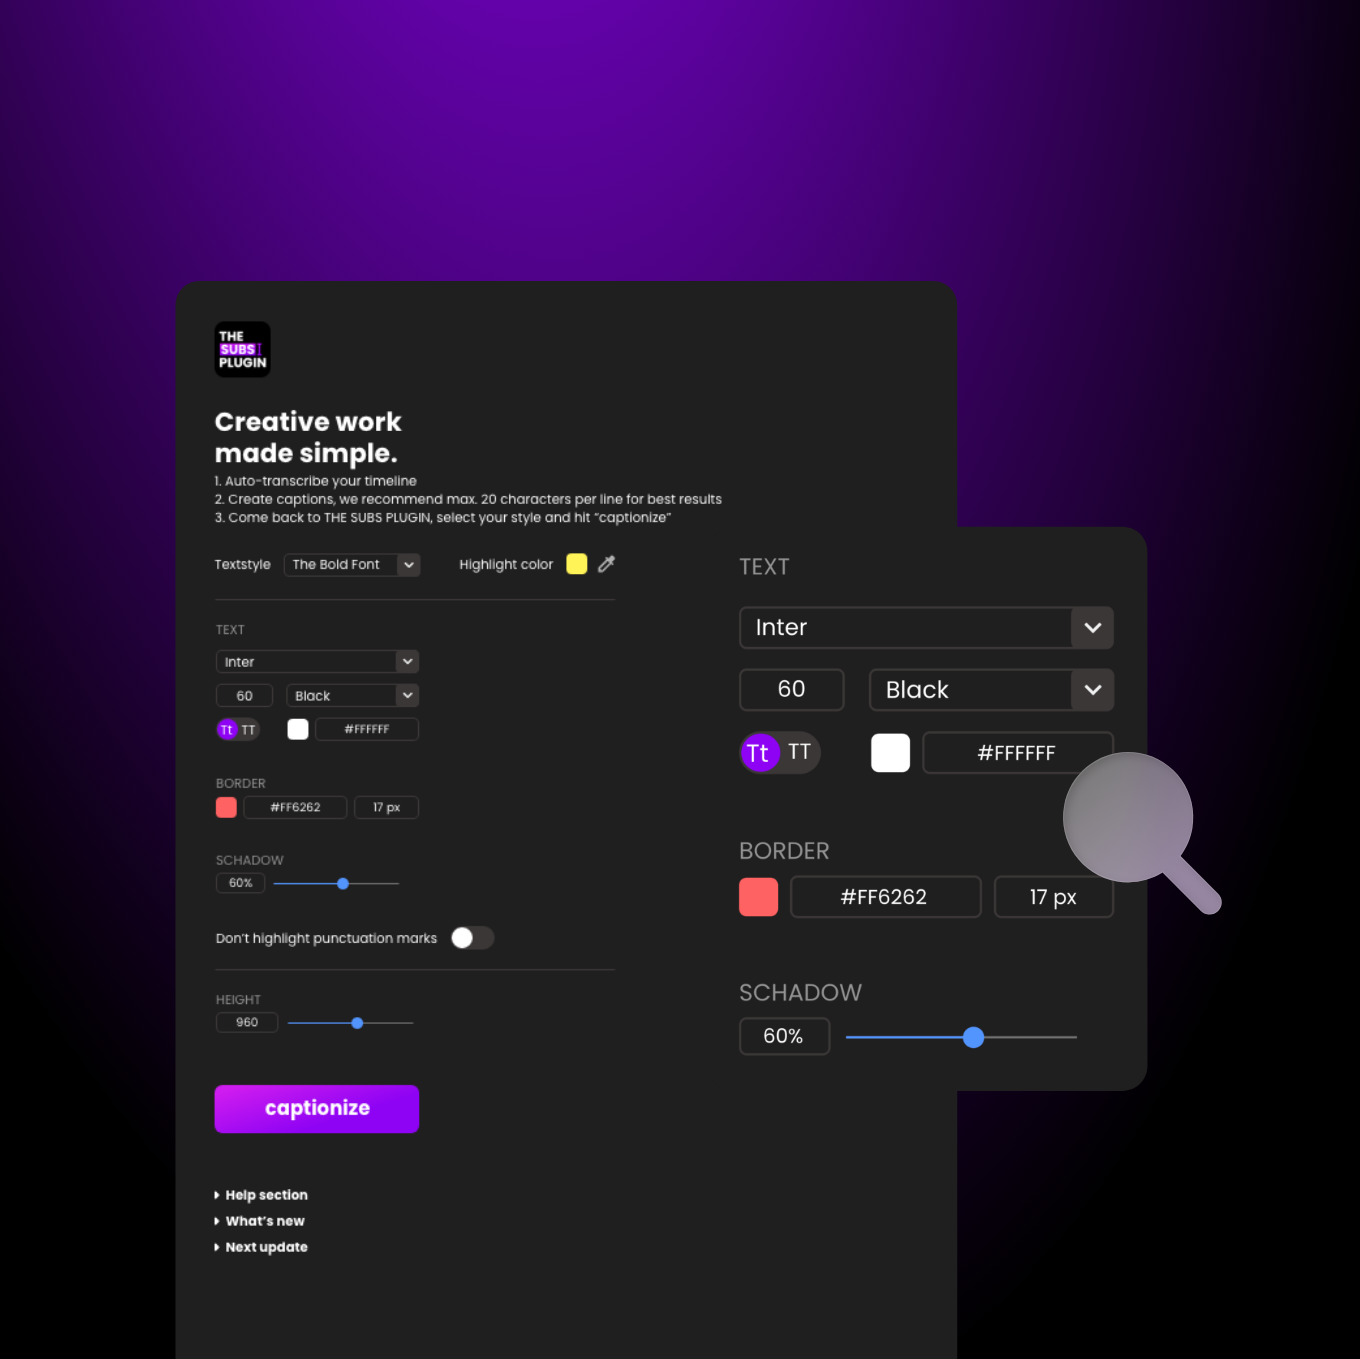 THE
SUBS
PLUGIN
Creative work
made simple.
1. Auto-transcribe your timeline
2. Create captions, we recommend max. 20 characters per line for best results
3. Come back to THE SUBS PLUGIN, select your style and hit “captionize”
Textstyle The Bold Font Highlight color
TEXT
Inter
60 Black
Tt TT #FFFFFF
BORDER
#FF6262 17 px
SCHADOW
60%
Don’t highlight punctuation marks
HEIGHT
960
captionize
Help section
What’s new
Next update
TEXT
Inter
60 Black
Tt TT #FFFFFF
BORDER
#FF6262 17 px
SCHADOW
60%